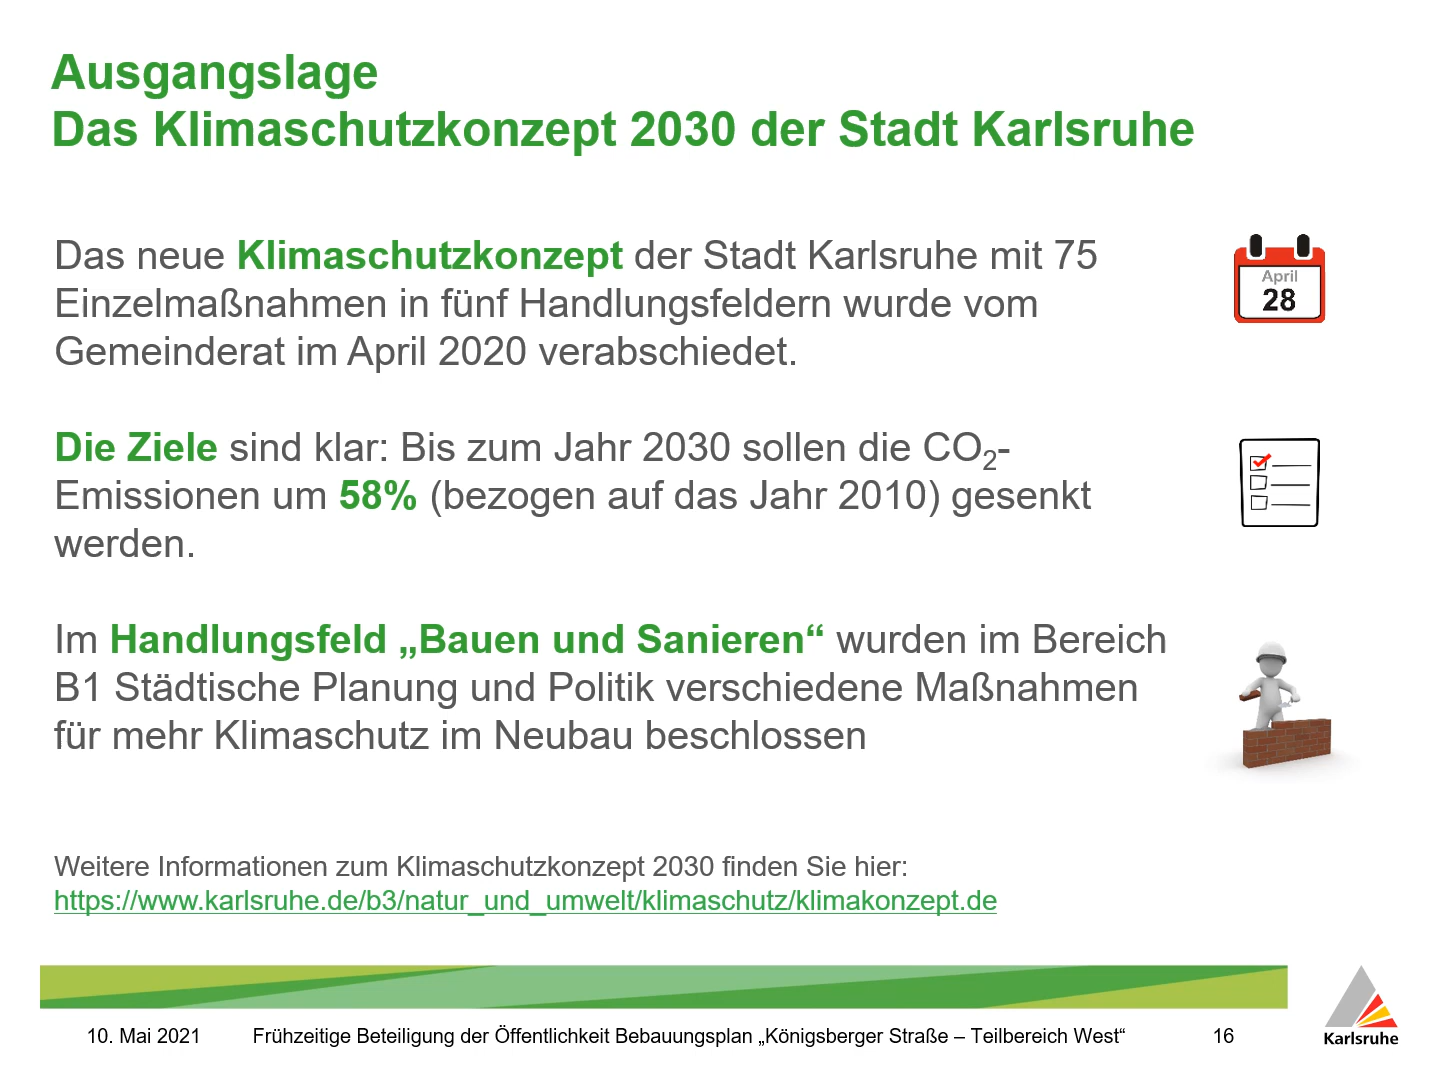 Ausgangslage
Das Klimaschutzkonzept 2030 der Stadt Karlsruhe
Das neue Klimaschutzkonzept der Stadt Karlsruhe mit 75
Einzelmaßnahmen in fünf Handlungsfeldern wurde vom
Gemeinderat im April 2020 verabschiedet.
April
28
Die Ziele sind klar: Bis zum Jahr 2030 sollen die CO₂-
Emissionen um 58% (bezogen auf das Jahr 2010) gesenkt
werden.
Im Handlungsfeld „Bauen und Sanieren“ wurden im Bereich
B1 Städtische Planung und Politik verschiedene Maßnahmen
für mehr Klimaschutz im Neubau beschlossen
Weitere Informationen zum Klimaschutzkonzept 2030 finden Sie hier:
https://www.karlsruhe.de/b3/natur_und_umwelt/klimaschutz/klimakonzept.de
10. Mai 2021 Frühzeitige Beteiligung der Öffentlichkeit Bebauungsplan „Königsberger Straße – Teilbereich West“ 16
Karlsruhe